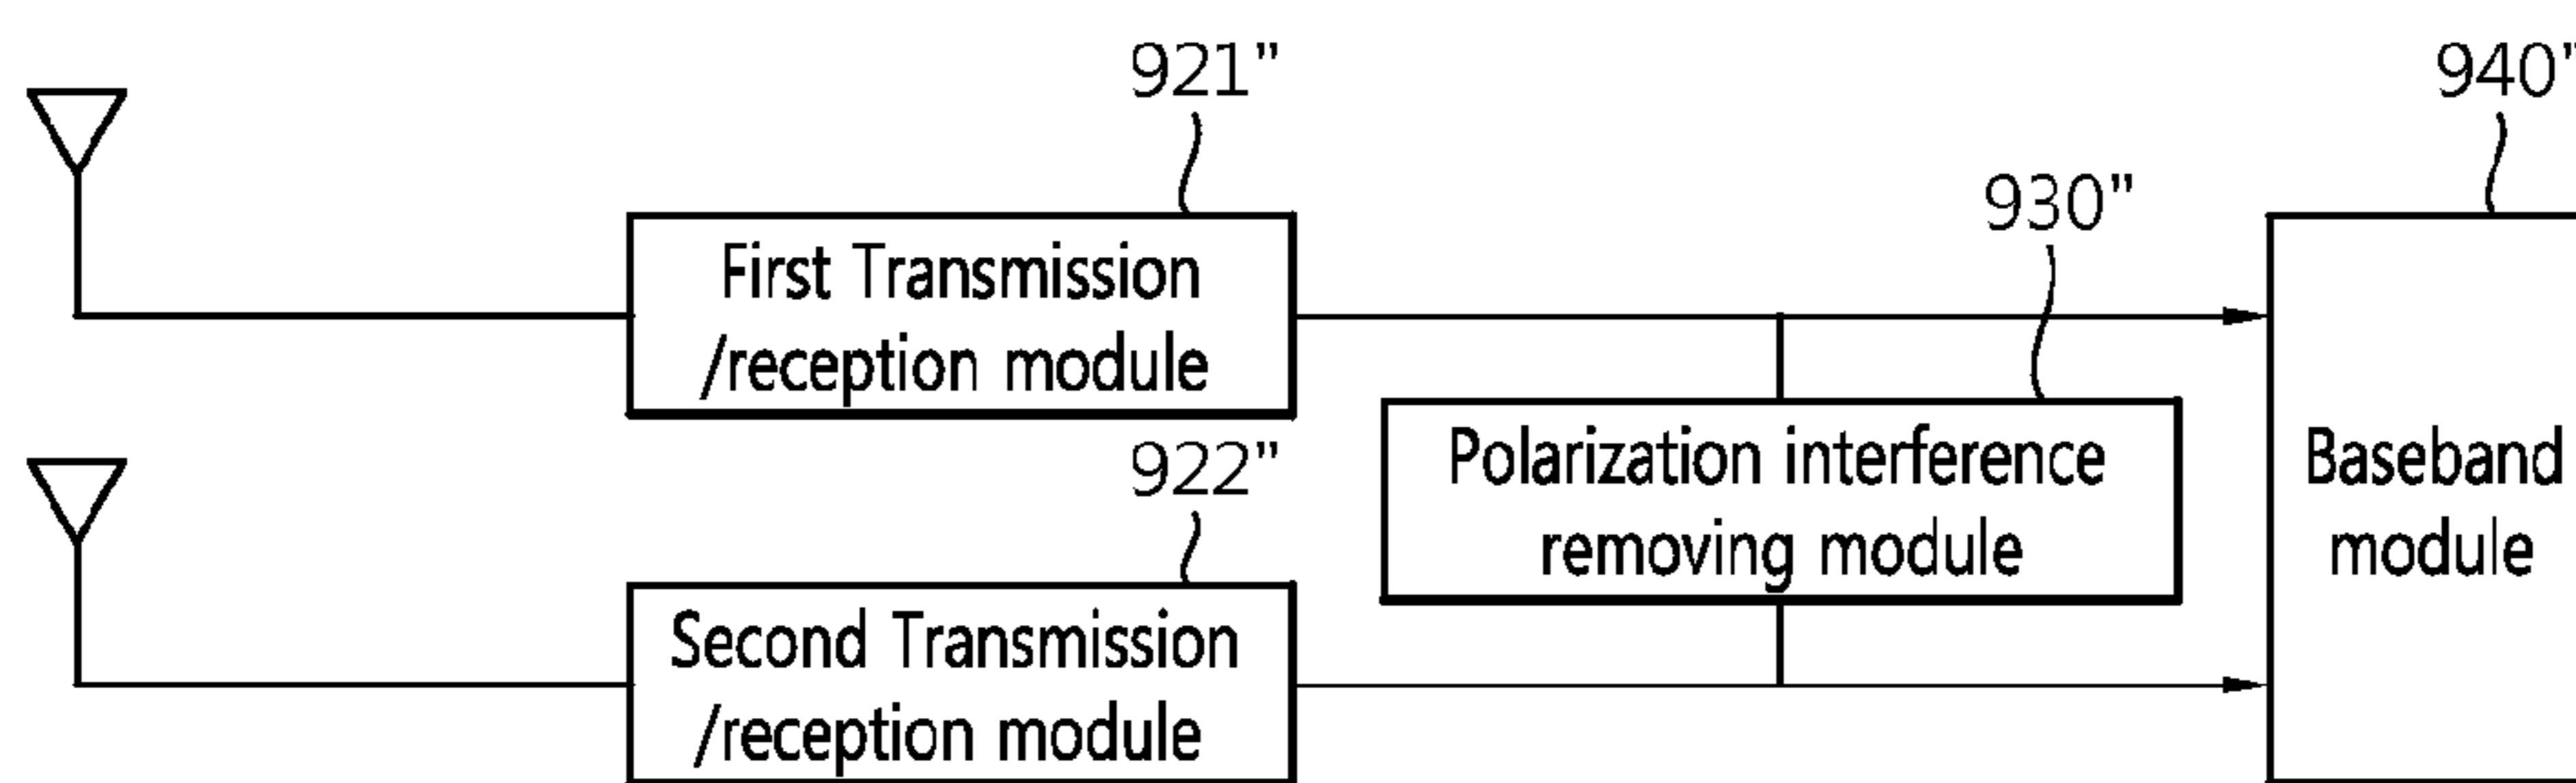 921"
940"
930"
First Transmission
/reception module
922"
Polarization interference
removing module
Baseband
module
Second Transmission
/reception module